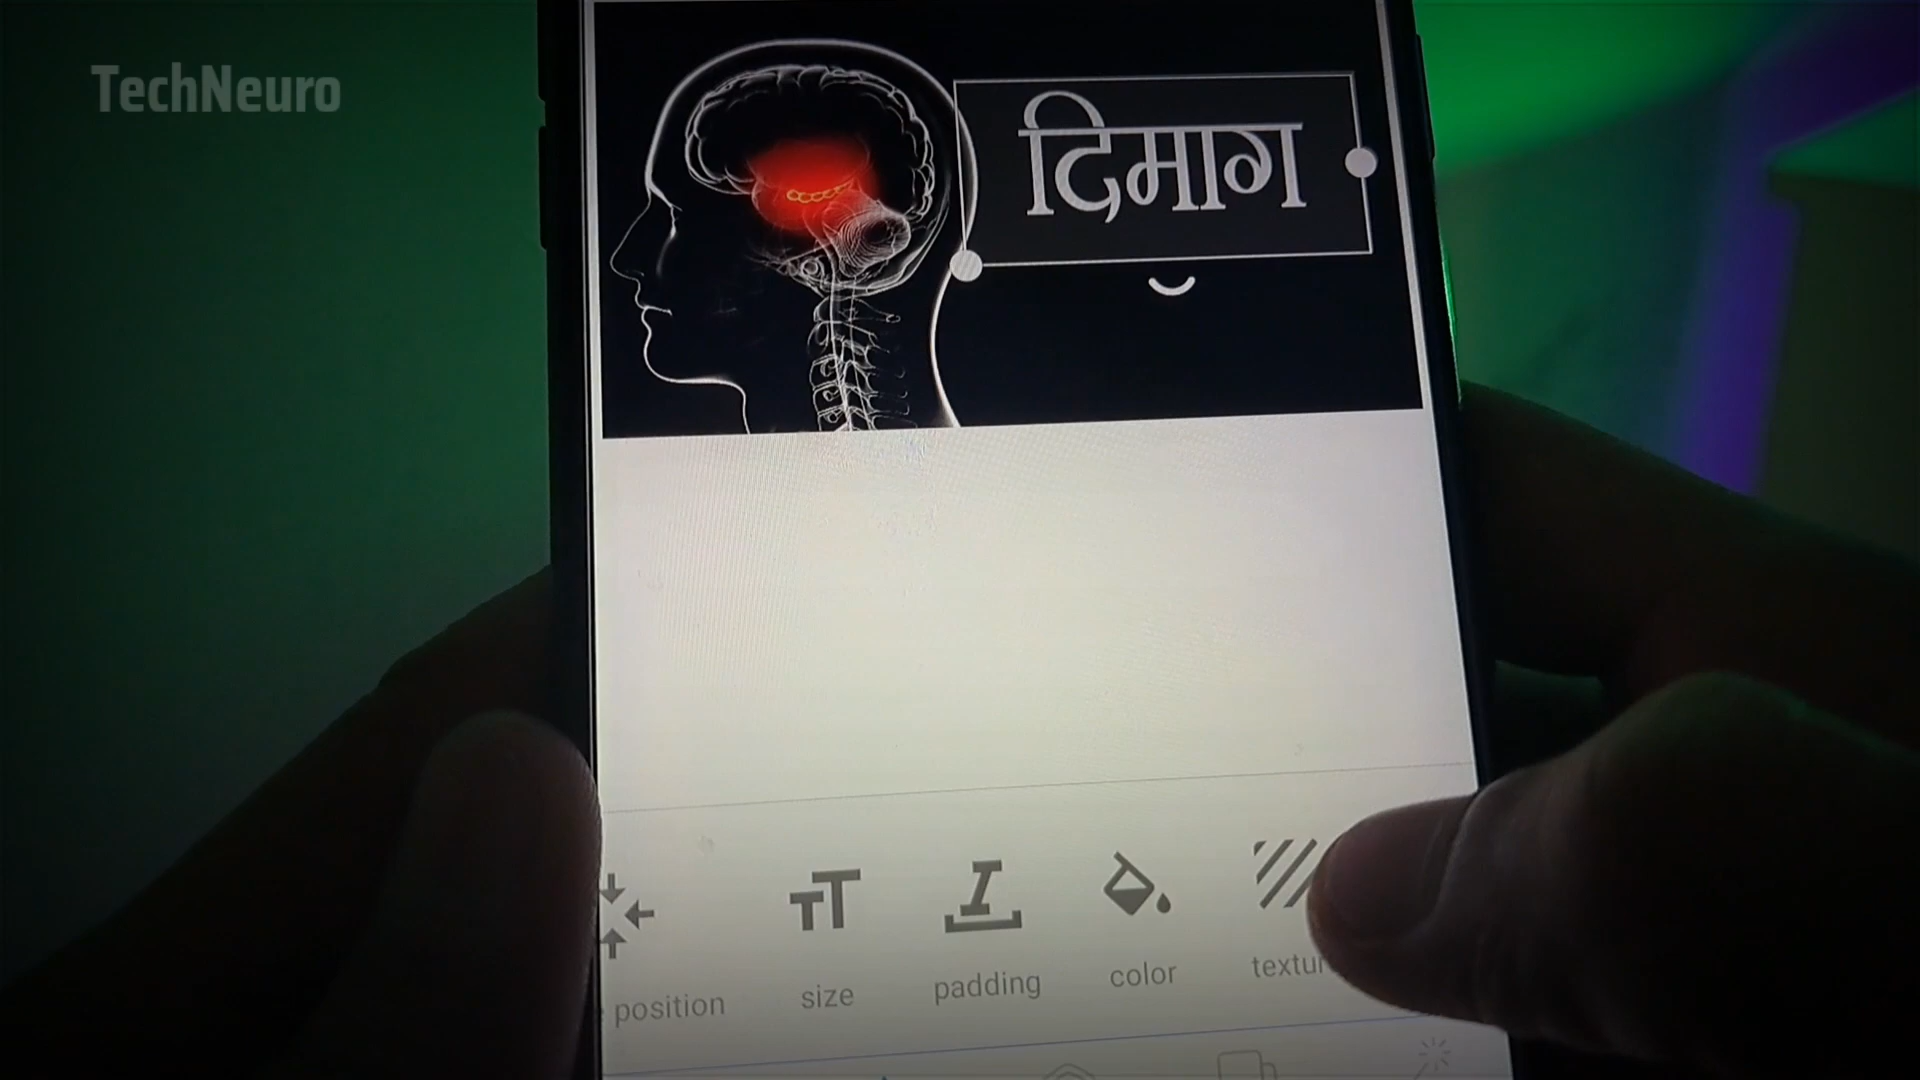 TechNeuro
दिमाग
position
size
padding
color